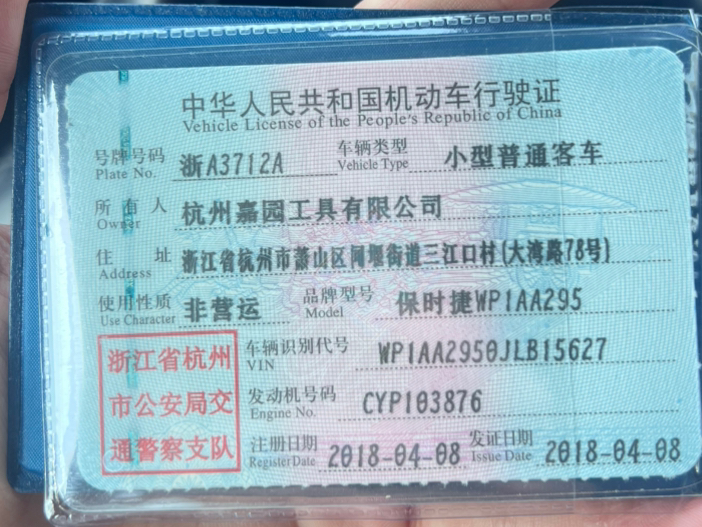 中华人民共和国机动车行驶证
Vehicle License of the People's Republic of China
号牌号码 浙A3712A 车辆类型 小型普通客车
Plate No. Vehicle Type
所有人 杭州嘉园工具有限公司
Owner
住址 浙江省杭州市萧山区闻堰街道三江口村(大湾路78号)
Address
使用性质 非营运 品牌型号 保时捷WP1AA295
Use Character Model
浙江省杭州 车辆识别代号 WP1AA2950JLB15627
VIN
市公安局交 发动机号码 CYP103876
Engine No.
通警察支队 注册日期 2018-04-08 发证日期 2018-04-08
Register Date Issue Date